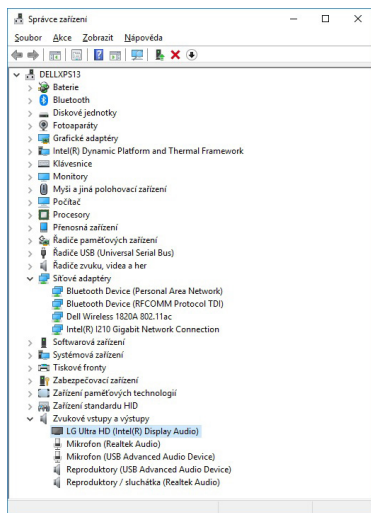 Správce zařízení
Soubor Akce Zobrazit Nápověda
DELLXPS13
Baterie
Bluetooth
Diskové jednotky
Fotoaparáty
Grafické adaptéry
Intel(R) Dynamic Platform and Thermal Framework
Klávesnice
Monitory
Myši a jiná polohovací zařízení
Počítač
Procesory
Přenosná zařízení
Řadiče paměťových zařízení
Řadiče USB (Universal Serial Bus)
Řadiče zvuku, videa a her
Síťové adaptéry
Bluetooth Device (Personal Area Network)
Bluetooth Device (RFCOMM Protocol TDI)
Dell Wireless 1820A 802.11ac
Intel(R) I210 Gigabit Network Connection
Softwarová zařízení
Systémová zařízení
Tiskové fronty
Zabezpečovací zařízení
Zařízení paměťových technologií
Zařízení standardu HID
Zvukové vstupy a výstupy
LG Ultra HD (Intel(R) Display Audio)
Mikrofon (Realtek Audio)
Mikrofon (USB Advanced Audio Device)
Reproduktory (USB Advanced Audio Device)
Reproduktory / sluchátka (Realtek Audio)